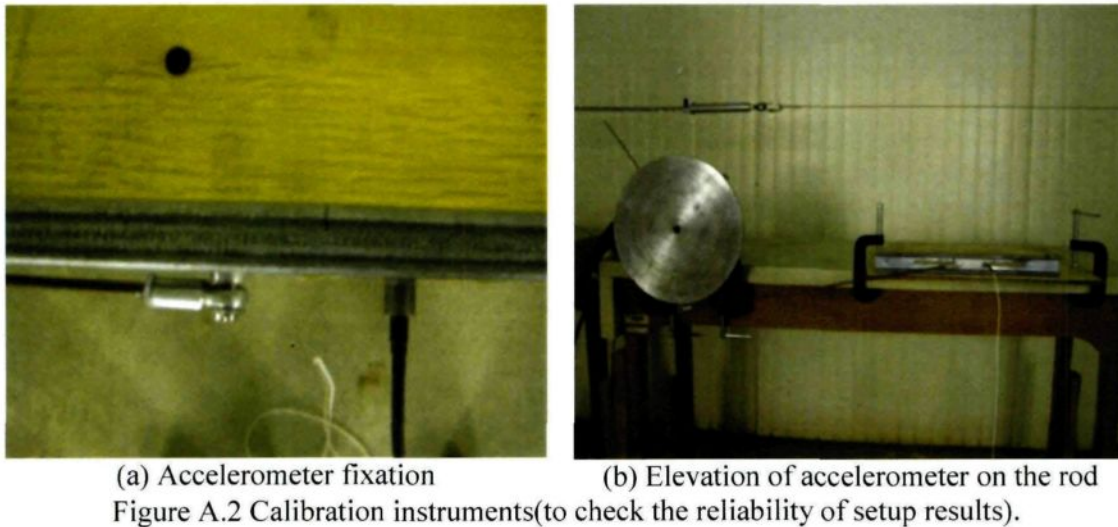 (a) Accelerometer fixation
(b) Elevation of accelerometer on the rod
Figure A.2 Calibration instruments(to check the reliability of setup results).